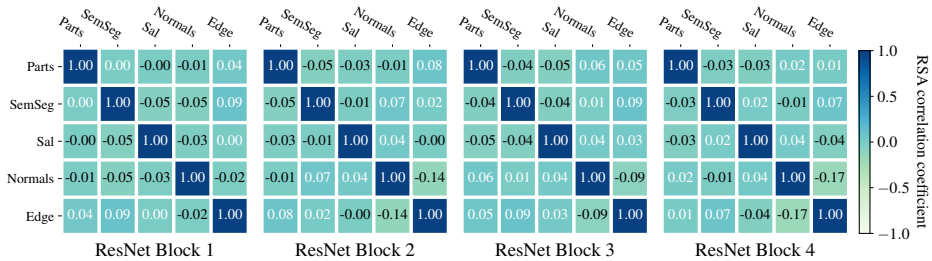 Parts SemSeg Sal Normals Edge Parts SemSeg Sal Normals Edge Parts SemSeg Sal Normals Edge Parts SemSeg Sal Normals Edge
Parts 1.00 0.00 -0.00 -0.01 0.04 1.00 -0.05 -0.03 -0.01 0.08 1.00 -0.04 -0.05 0.06 0.05 1.00 -0.03 -0.03 0.02 0.01 1.0
SemSeg 0.00 1.00 -0.05 -0.05 0.09 -0.05 1.00 -0.01 0.07 0.02 -0.04 1.00 -0.04 0.01 0.09 -0.03 1.00 0.02 -0.01 0.07 0.5
Sal -0.00 -0.05 1.00 -0.03 0.00 -0.03 -0.01 1.00 0.04 -0.00 -0.05 -0.04 1.00 0.04 0.03 -0.03 0.02 1.00 0.04 -0.04 0.0
Normals -0.01 -0.05 -0.03 1.00 -0.02 -0.01 0.07 0.04 1.00 -0.14 0.06 0.01 0.04 1.00 -0.09 0.02 -0.01 0.04 1.00 -0.17 −0.5
Edge 0.04 0.09 0.00 -0.02 1.00 0.08 0.02 -0.00 -0.14 1.00 0.05 0.09 0.03 -0.09 1.00 0.01 0.07 -0.04 -0.17 1.00 −1.0
ResNet Block 1 ResNet Block 2 ResNet Block 3 ResNet Block 4
RSA correlation coefficient